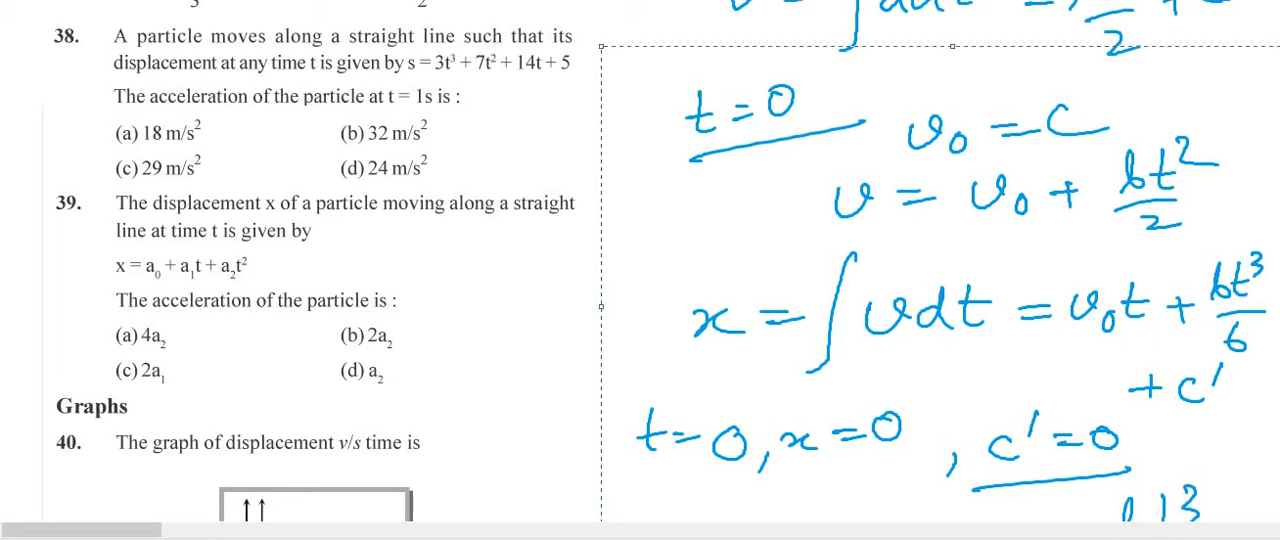 38. A particle moves along a straight line such that its
displacement at any time t is given by s = 3t³ + 7t² + 14t + 5
The acceleration of the particle at t = 1s is :
(a) 18 m/s² (b) 32 m/s²
(c) 29 m/s² (d) 24 m/s²
39. The displacement x of a particle moving along a straight
line at time t is given by
x = a₀ + a₁t + a₂t²
The acceleration of the particle is :
(a) 4a₂ (b) 2a₂
(c) 2a₁ (d) a₂
Graphs
40. The graph of displacement v/s time is
↑↑
t = 0
v₀ = C
v = v₀ + bt²/2
x = ∫vdt = v₀t + bt³/6
+ c'
t = 0, x = 0, c' = 0